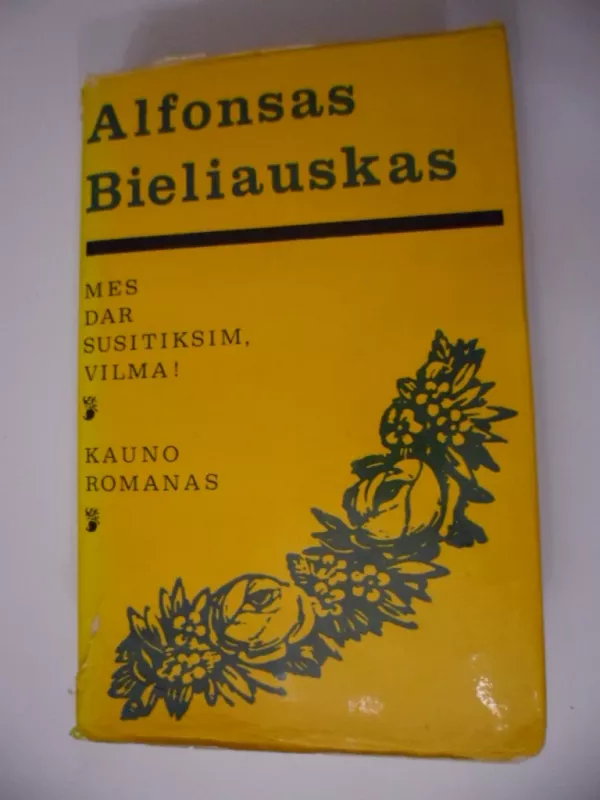 Alfonsas
Bieliauskas
MES
DAR
SUSITIKSIM,
VILMA!
KAUNO
ROMANAS